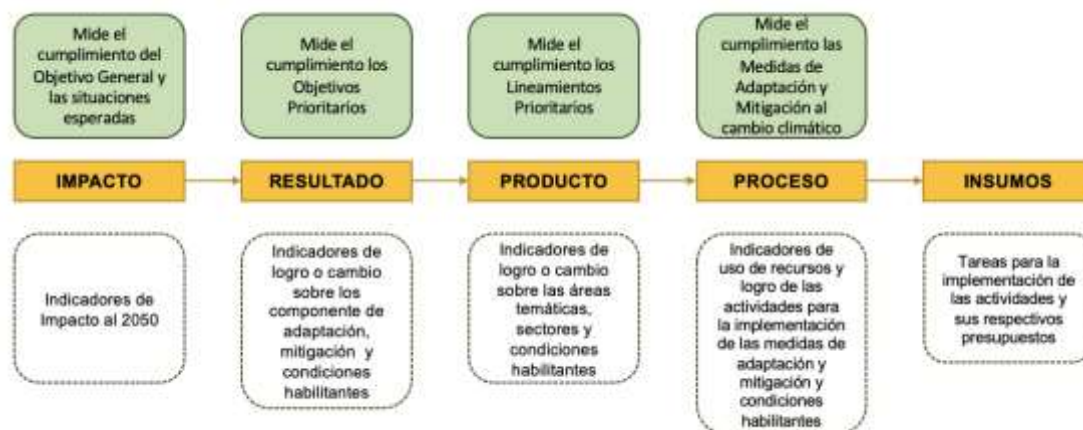 Mide el
cumplimiento del
Objetivo General y
las situaciones
esperadas
Mide el
cumplimiento los
Objetivos
Prioritarios
Mide el
cumplimiento los
Lineamientos
Prioritarios
Mide el
cumplimiento las
Medidas de
Adaptación y
Mitigación al
cambio climático
IMPACTO
RESULTADO
PRODUCTO
PROCESO
INSUMOS
Indicadores de
Impacto al 2050
Indicadores de
logro o cambio
sobre los
componente de
adaptación,
mitigación y
condiciones
habilitantes
Indicadores de
logro o cambio
sobre las áreas
temáticas,
sectores y
condiciones
habilitantes
Indicadores de
uso de recursos y
logro de las
actividades para
la implementación
de las medidas de
adaptación y
mitigación y
condiciones
habilitantes
Tareas para la
implementación de
las actividades y
sus respectivos
presupuestos